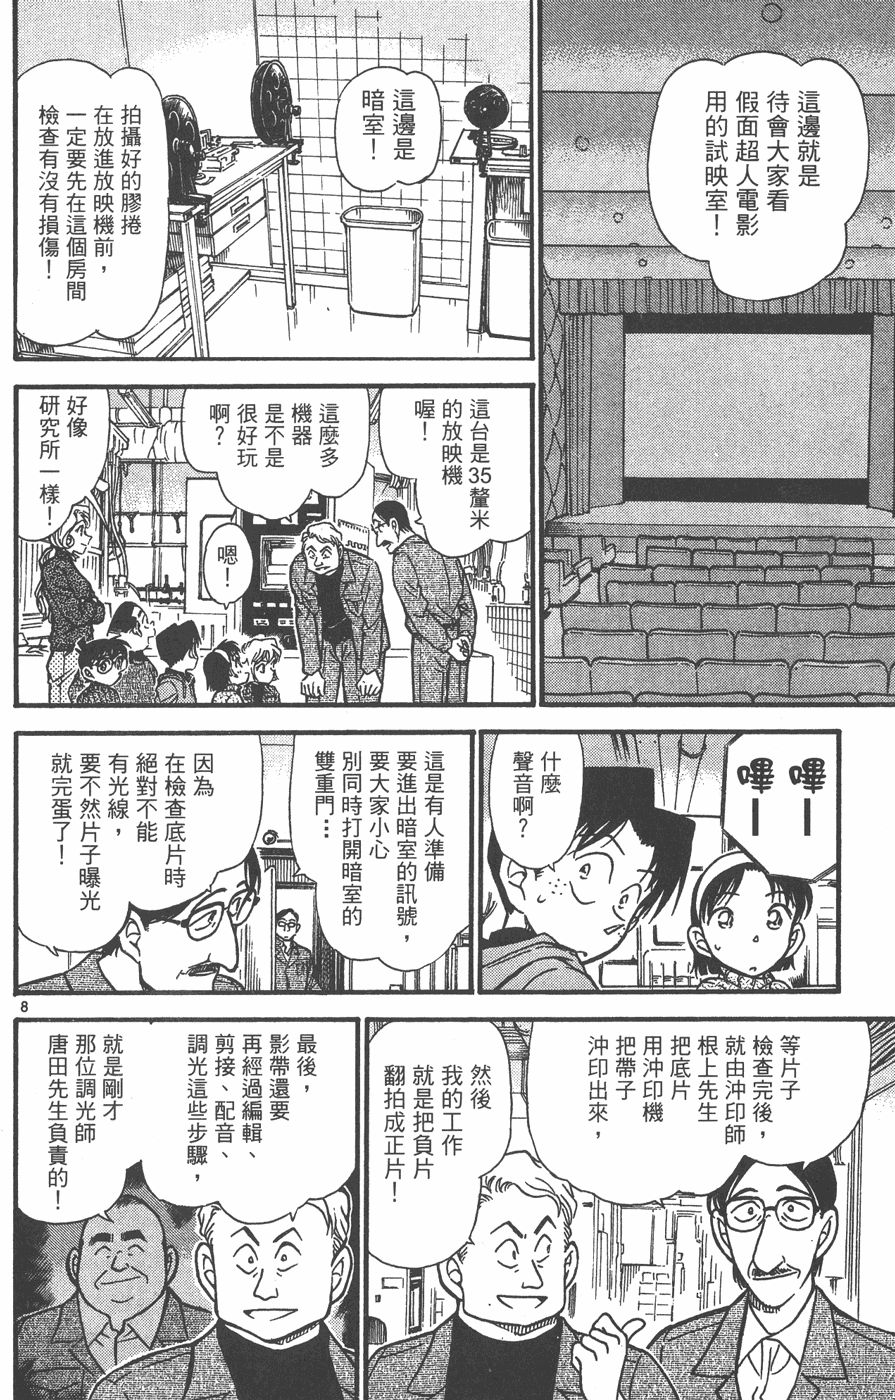 這邊就是
待會大家看
假面超人電影
用的試映室！
這邊是
暗室！
拍攝好的膠捲
在放進放映機前，
一定要先在這個房間
檢查有沒有損傷！
這台是35釐米
的放映機
喔！
這麼多
機器
是不是
很好玩
啊？
嗯！
好像
研究所一樣！
嗶ー
嗶ー
什麼
聲音啊？
這是有人準備
要進出暗室的訊號，
要大家小心
別同時打開暗室的
雙重門…
因為
在檢查底片時
絕對不能
有光線，
要不然片子曝光
就完蛋了！
8
等片子
檢查完後，
就由沖印師
根上先生
把底片
用沖印機
把帶子
沖印出來，
然後
我的工作
就是把負片
翻拍成正片！
最後，
影帶還要
再經過編輯、
剪接、配音、
調光這些步驟，
就是剛才
那位調光師
唐田先生負責的！